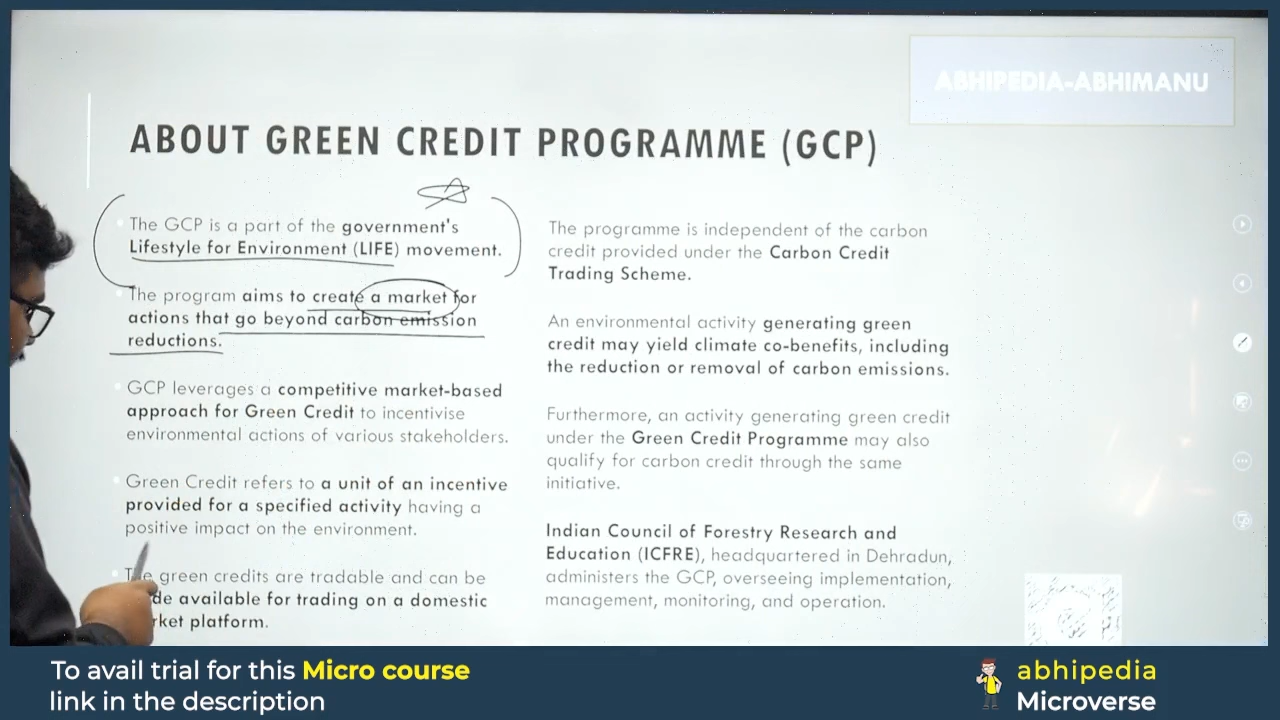 ABHIPEDIA-ABHIMANU
ABOUT GREEN CREDIT PROGRAMME (GCP)
The GCP is a part of the government's
Lifestyle for Environment (LIFE) movement.
The program aims to create a market for
actions that go beyond carbon emission
reductions.
GCP leverages a competitive market-based
approach for Green Credit to incentivise
environmental actions of various stakeholders.
Green Credit refers to a unit of an incentive
provided for a specified activity having a
positive impact on the environment.
green credits are tradable and can be
available for trading on a domestic
platform.
The programme is independent of the carbon
credit provided under the Carbon Credit
Trading Scheme.
An environmental activity generating green
credit may yield climate co-benefits, including
the reduction or removal of carbon emissions.
Furthermore, an activity generating green credit
under the Green Credit Programme may also
qualify for carbon credit through the same
initiative.
Indian Council of Forestry Research and
Education (ICFRE), headquartered in Dehradun,
administers the GCP, overseeing implementation,
management, monitoring, and operation.
To avail trial for this Micro course
link in the description
abhipedia
Microverse